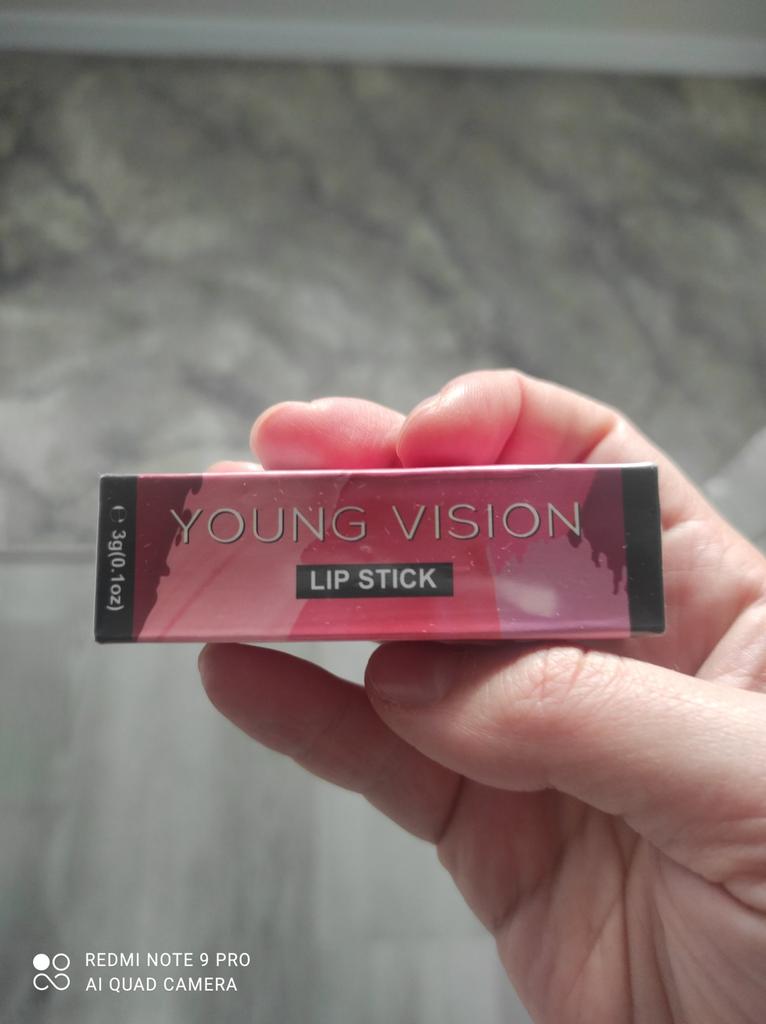 YOUNG VISION
LIP STICK
℮ 3g(0.1oz)
REDMI NOTE 9 PRO
AI QUAD CAMERA